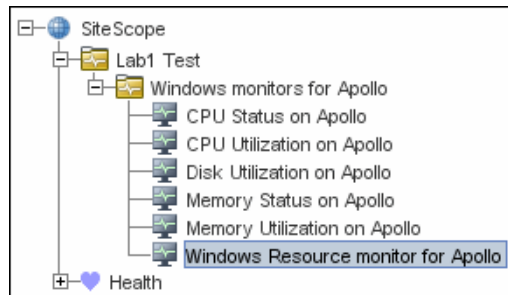 SiteScope
Lab1 Test
Windows monitors for Apollo
CPU Status on Apollo
CPU Utilization on Apollo
Disk Utilization on Apollo
Memory Status on Apollo
Memory Utilization on Apollo
Windows Resource monitor for Apollo
Health